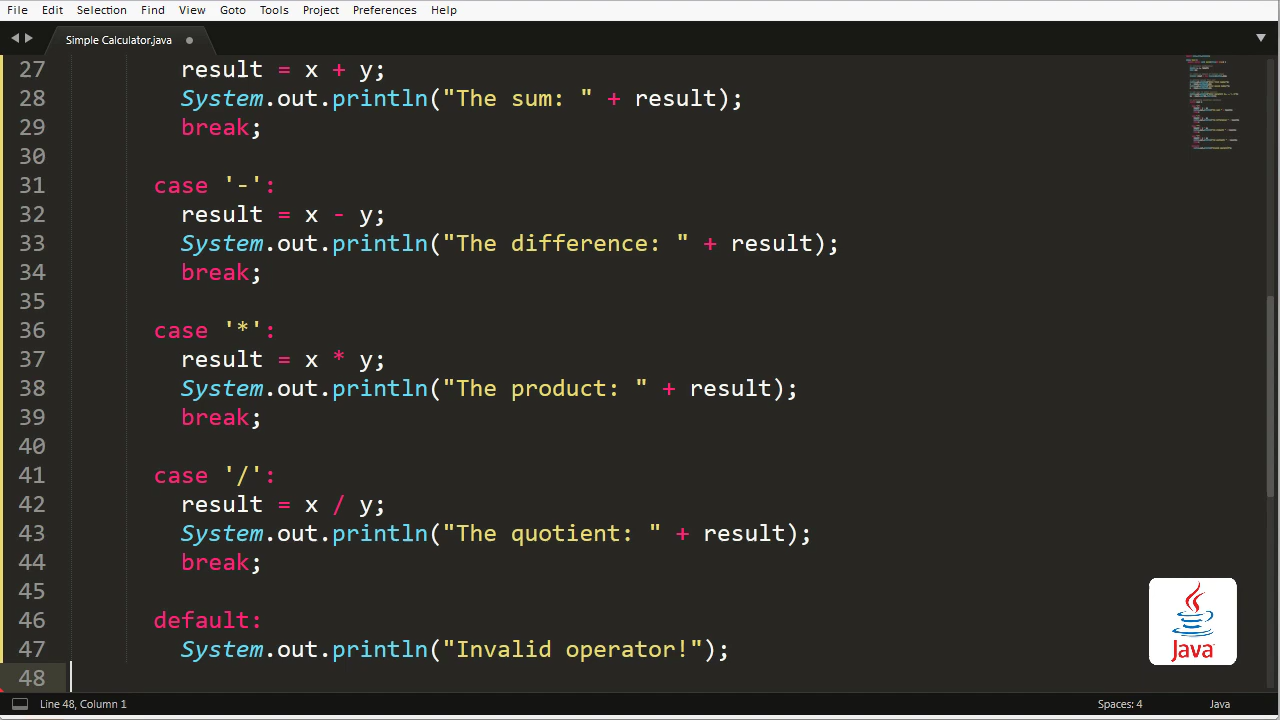 File Edit Selection Find View Goto Tools Project Preferences Help
Simple Calculator.java
27 result = x + y;
28 System.out.println("The sum: " + result);
29 break;
30
31 case '-':
32 result = x - y;
33 System.out.println("The difference: " + result);
34 break;
35
36 case '*':
37 result = x * y;
38 System.out.println("The product: " + result);
39 break;
40
41 case '/':
42 result = x / y;
43 System.out.println("The quotient: " + result);
44 break;
45
46 default:
47 System.out.println("Invalid operator!");
48
Java
Line 48, Column 1 Spaces: 4 Java